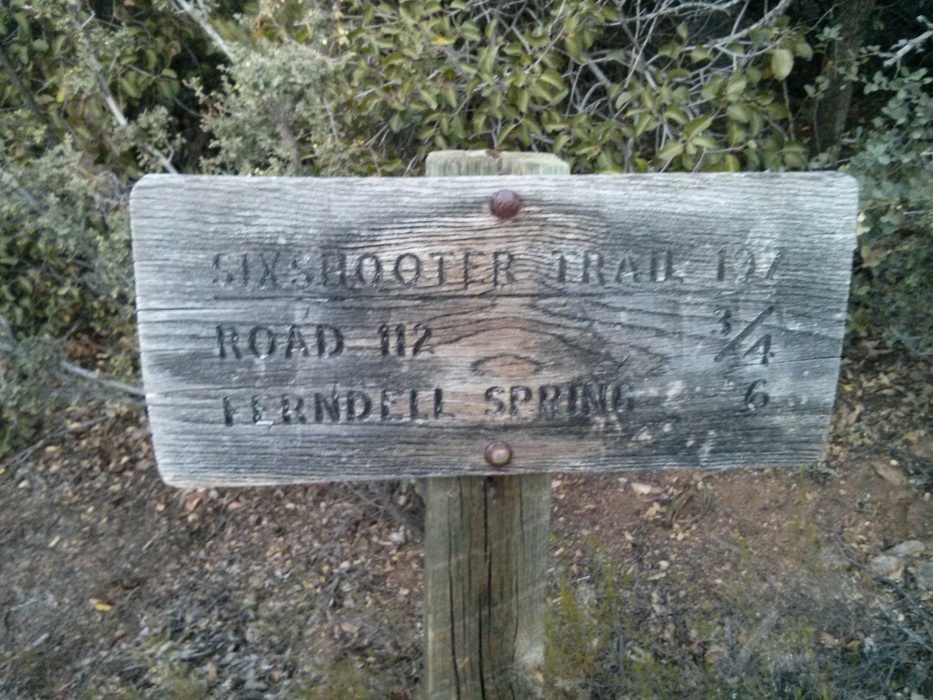 SIXSHOOTER TRAIL 197
ROAD 112 3/4
FERNDELL SPRING 6